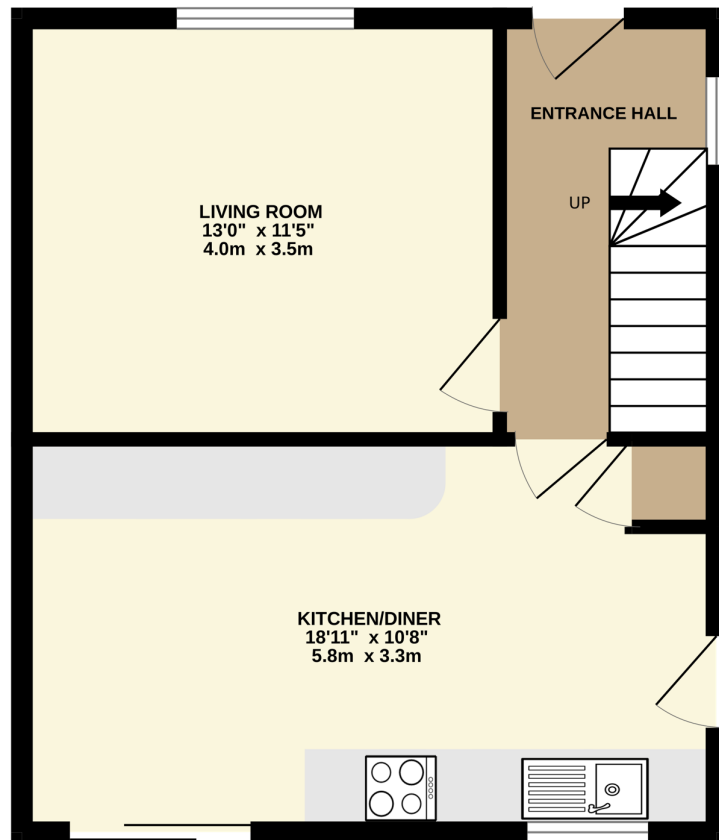 ENTRANCE HALL
UP
LIVING ROOM
13'0" x 11'5"
4.0m x 3.5m
KITCHEN/DINER
18'11" x 10'8"
5.8m x 3.3m